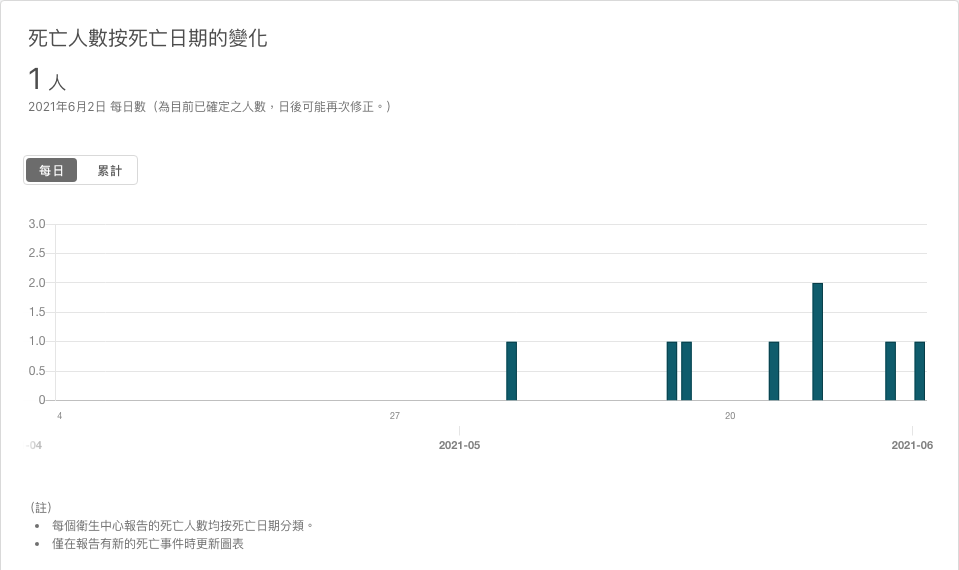 死亡人數按死亡日期的變化
1 人
2021年6月2日 每日數（為目前已確定之人數，日後可能再次修正。）
每日 累計
3.0
2.5
2.0
1.5
1.0
0.5
0
4 27 20
-04 2021-05 2021-06
（註）
• 每個衛生中心報告的死亡人數均按死亡日期分類。
• 僅在報告有新的死亡事件時更新圖表